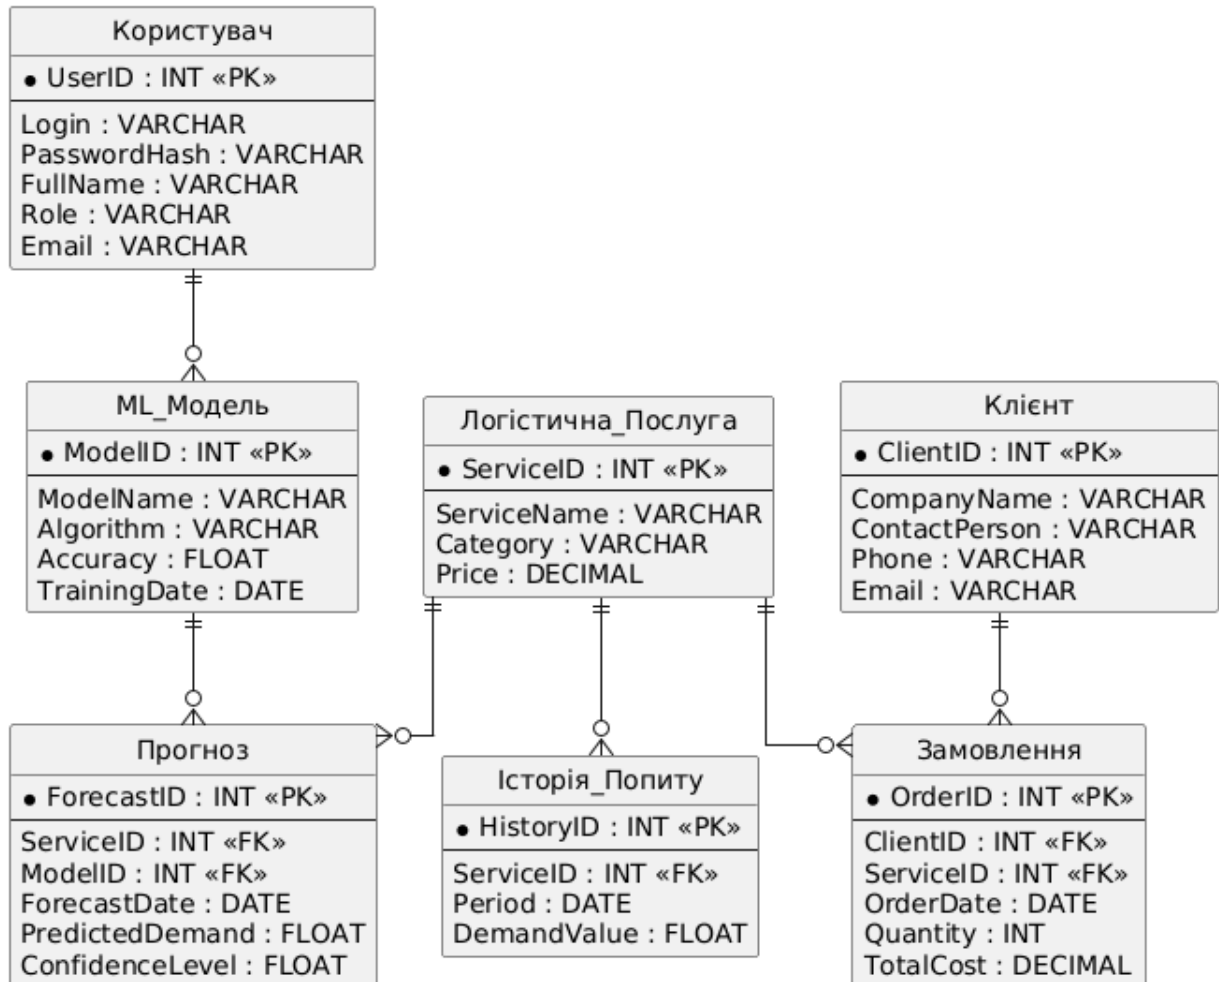 Користувач
UserID : INT «PK»
Login : VARCHAR
PasswordHash : VARCHAR
FullName : VARCHAR
Role : VARCHAR
Email : VARCHAR
ML_Модель
ModelID : INT «PK»
ModelName : VARCHAR
Algorithm : VARCHAR
Accuracy : FLOAT
TrainingDate : DATE
Логістична_Послуга
ServiceID : INT «PK»
ServiceName : VARCHAR
Category : VARCHAR
Price : DECIMAL
Клієнт
ClientID : INT «PK»
CompanyName : VARCHAR
ContactPerson : VARCHAR
Phone : VARCHAR
Email : VARCHAR
Прогноз
ForecastID : INT «PK»
ServiceID : INT «FK»
ModelID : INT «FK»
ForecastDate : DATE
PredictedDemand : FLOAT
ConfidenceLevel : FLOAT
Історія_Попиту
HistoryID : INT «PK»
ServiceID : INT «FK»
Period : DATE
DemandValue : FLOAT
Замовлення
OrderID : INT «PK»
ClientID : INT «FK»
ServiceID : INT «FK»
OrderDate : DATE
Quantity : INT
TotalCost : DECIMAL